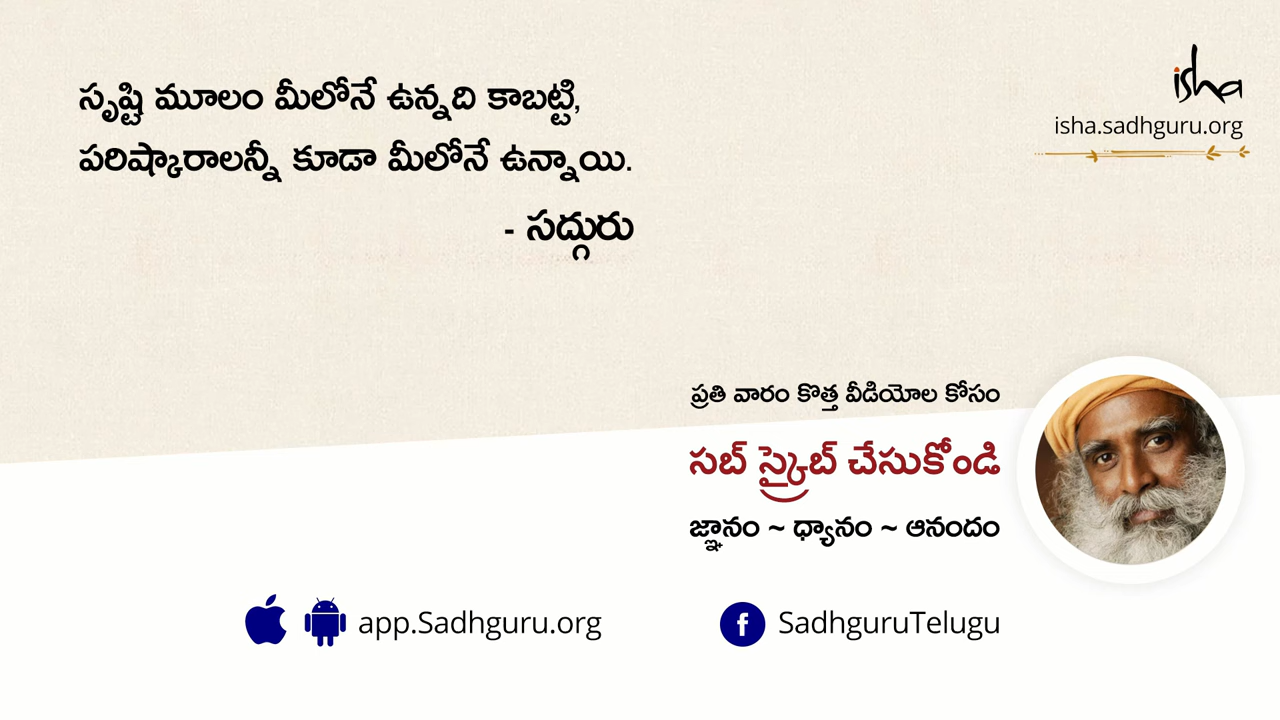 సృష్టి మూలం మీలోనే ఉన్నది కాబట్టి,
పరిష్కారాలన్నీ కూడా మీలోనే ఉన్నాయి.
- సద్గురు
isha
isha.sadhguru.org
ప్రతి వారం కొత్త వీడియోల కోసం
సబ్ స్క్రైబ్ చేసుకోండి
జ్ఞానం ~ ధ్యానం ~ ఆనందం
app.Sadhguru.org
f SadhguruTelugu